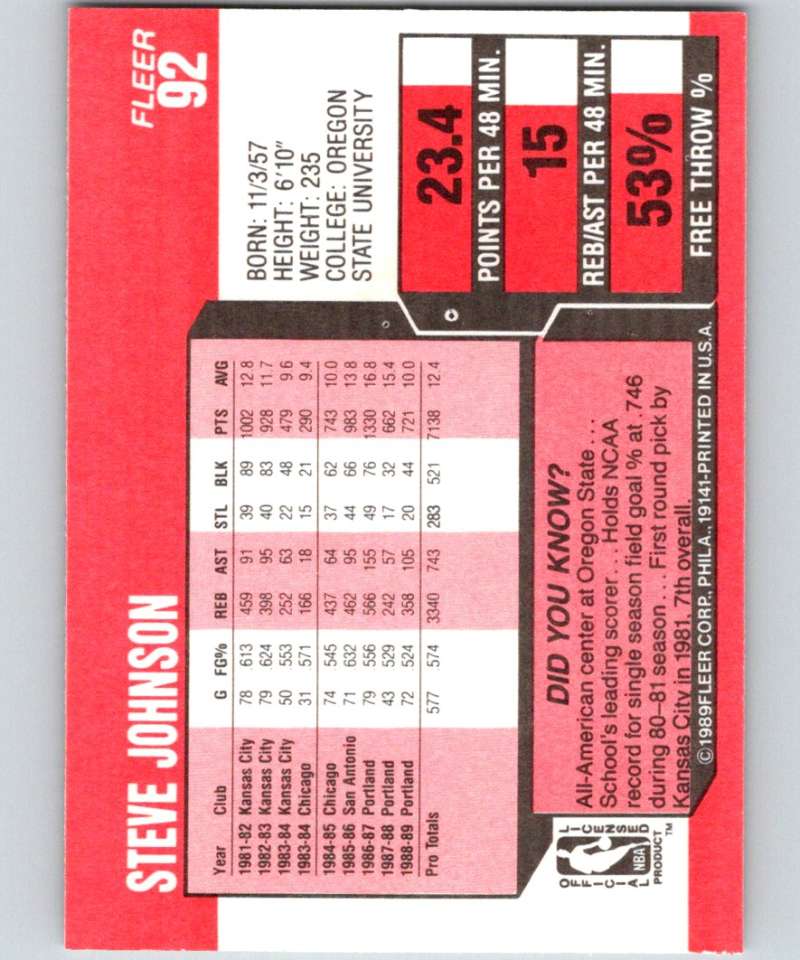 STEVE JOHNSON
FLEER
92
Year Club G FG% REB AST STL BLK PTS AVG
1981-82 Kansas City 78 .613 459 91 39 89 1002 12.8
1982-83 Kansas City 79 .624 398 95 40 83 928 11.7
1983-84 Kansas City 50 .553 252 63 22 48 479 9.6
1983-84 Chicago 31 .571 166 18 15 21 290 9.4
1984-85 Chicago 74 .545 437 64 37 62 743 10.0
1985-86 San Antonio 71 .632 462 95 44 66 983 13.8
1986-87 Portland 79 .556 566 155 49 76 1330 16.8
1987-88 Portland 43 .529 242 57 17 32 662 15.4
1988-89 Portland 72 .524 358 105 20 44 721 10.0
Pro Totals 577 .574 3340 743 283 521 7138 12.4
BORN: 11/3/57
HEIGHT: 6'10"
WEIGHT: 235
COLLEGE: OREGON
STATE UNIVERSITY
23.4
POINTS PER 48 MIN.
15
REB/AST PER 48 MIN.
53%
FREE THROW %
DID YOU KNOW?
All-American center at Oregon State . . .
School's leading scorer . . . Holds NCAA
record for single season field goal % at .746
during 80–81 season . . . First round pick by
Kansas City in 1981, 7th overall.
OFFICIAL LICENSED
NBA
PRODUCT™
©1989 FLEER CORP., PHILA., 19141-PRINTED IN U.S.A.